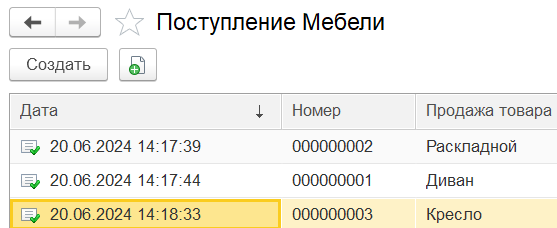 Поступление Мебели
Создать
Дата Номер Продажа товара
20.06.2024 14:17:39 000000002 Раскладной
20.06.2024 14:17:44 000000001 Диван
20.06.2024 14:18:33 000000003 Кресло